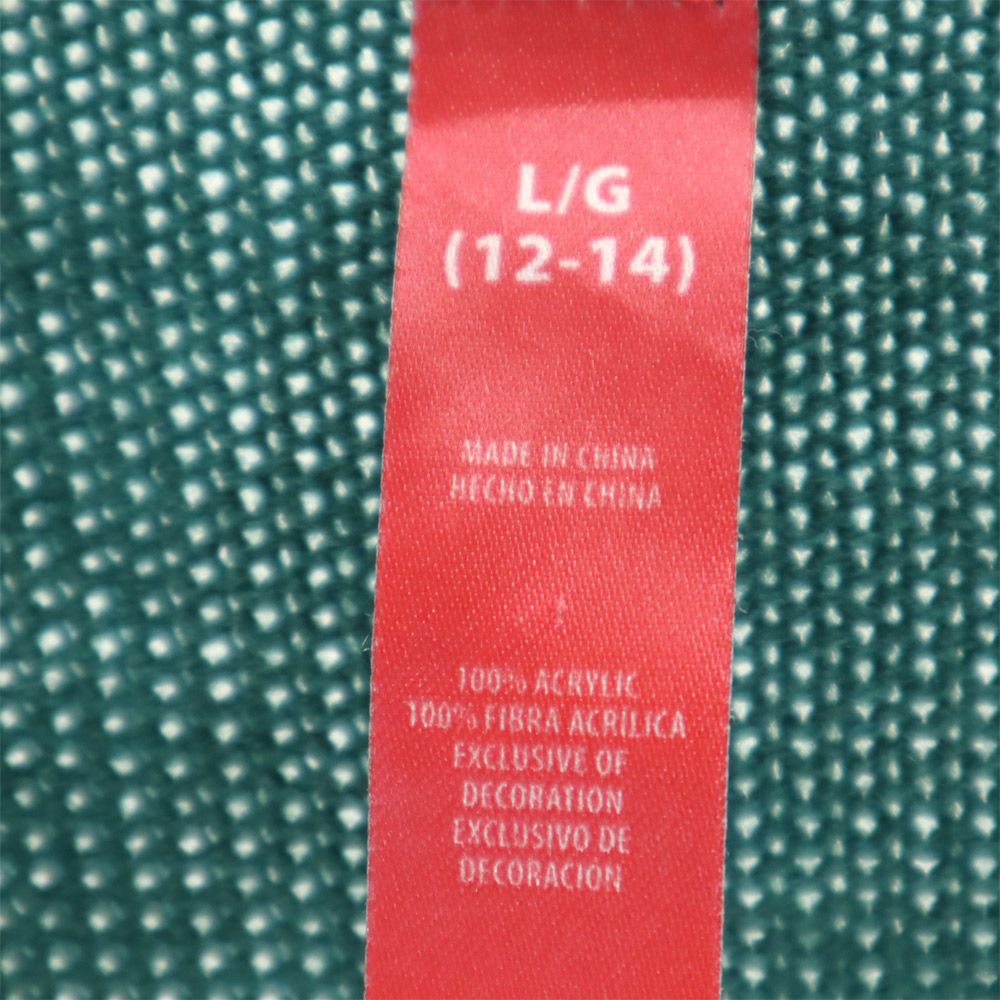 L/G
(12-14)
MADE IN CHINA
HECHO EN CHINA
100% ACRYLIC
100% FIBRA ACRILICA
EXCLUSIVE OF
DECORATION
EXCLUSIVO DE
DECORACION